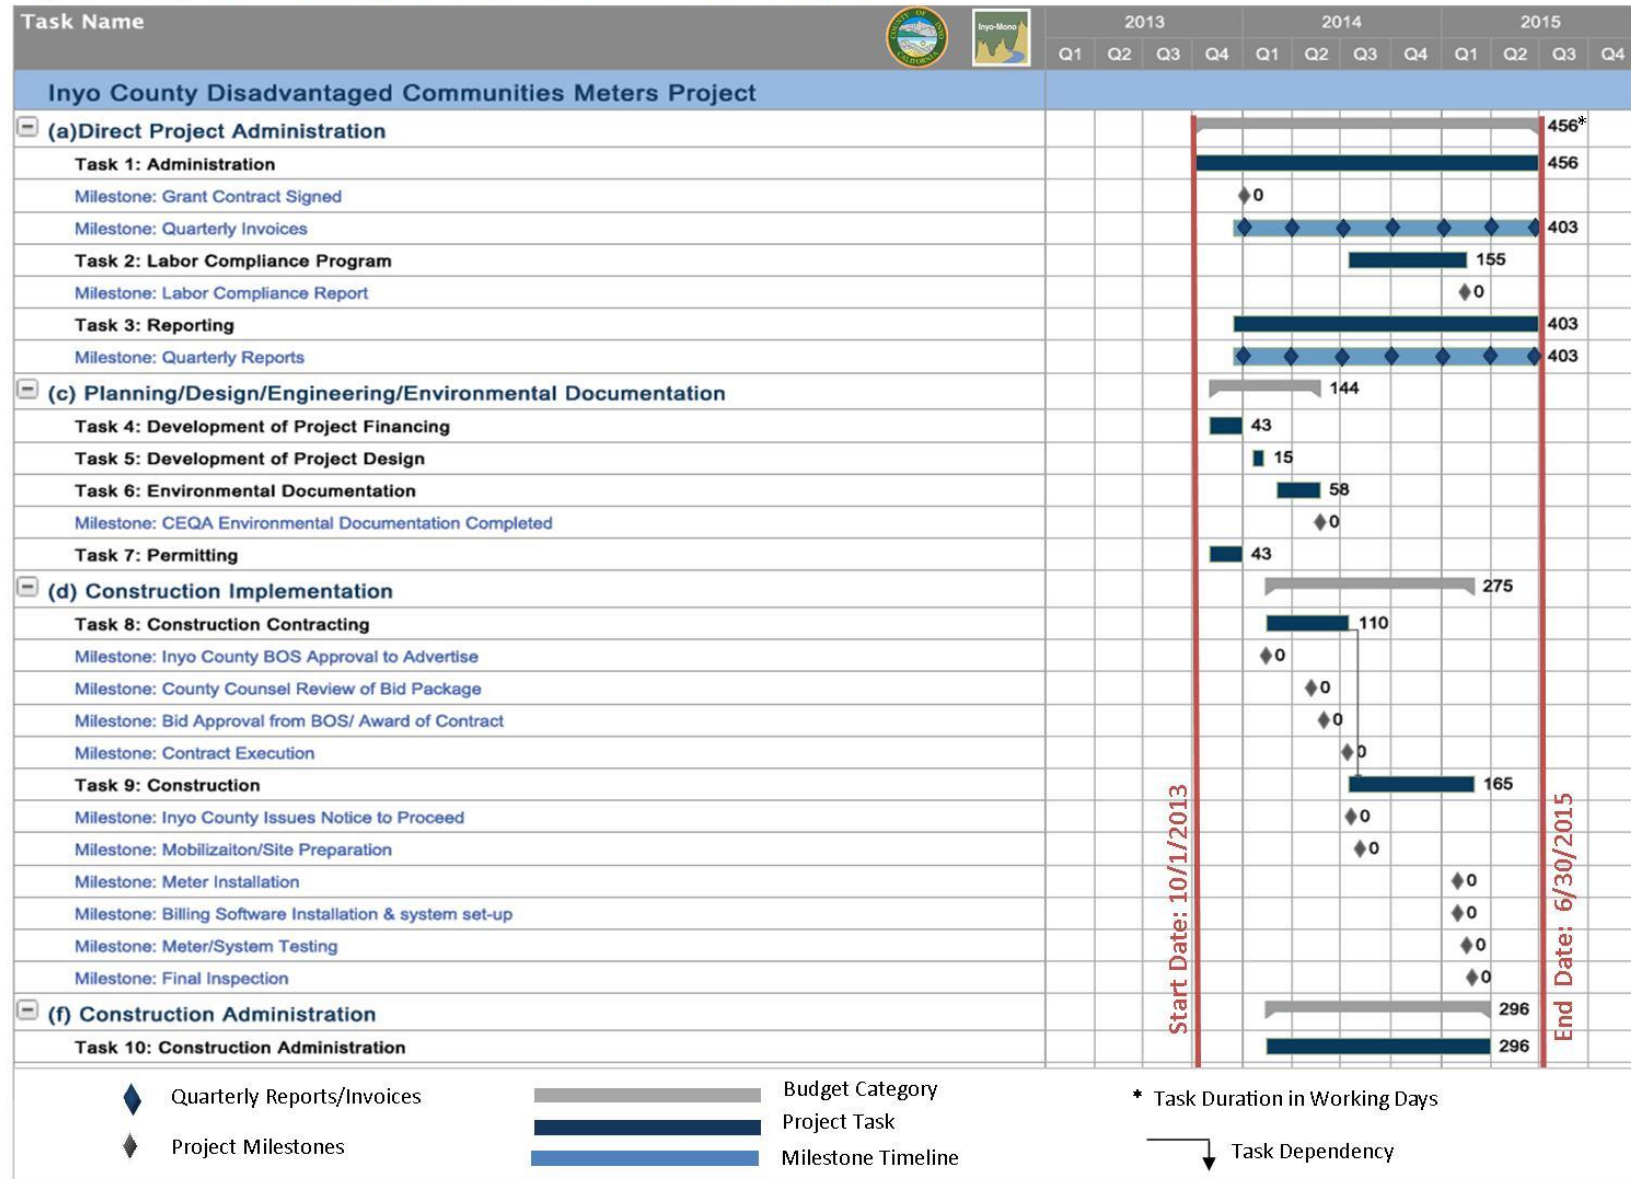 Task Name
COUNTY OF INYO
CALIFORNIA
Inyo-Mono
2013 2014 2015
Q1 Q2 Q3 Q4 Q1 Q2 Q3 Q4 Q1 Q2 Q3 Q4
Inyo County Disadvantaged Communities Meters Project
(a)Direct Project Administration 456*
Task 1: Administration 456
Milestone: Grant Contract Signed 0
Milestone: Quarterly Invoices 403
Task 2: Labor Compliance Program 155
Milestone: Labor Compliance Report 0
Task 3: Reporting 403
Milestone: Quarterly Reports 403
(c) Planning/Design/Engineering/Environmental Documentation 144
Task 4: Development of Project Financing 43
Task 5: Development of Project Design 15
Task 6: Environmental Documentation 58
Milestone: CEQA Environmental Documentation Completed 0
Task 7: Permitting 43
(d) Construction Implementation 275
Task 8: Construction Contracting 110
Milestone: Inyo County BOS Approval to Advertise 0
Milestone: County Counsel Review of Bid Package 0
Milestone: Bid Approval from BOS/ Award of Contract 0
Milestone: Contract Execution 0
Task 9: Construction 165
Milestone: Inyo County Issues Notice to Proceed 0
Milestone: Mobilizaiton/Site Preparation 0
Milestone: Meter Installation 0
Milestone: Billing Software Installation & system set-up 0
Milestone: Meter/System Testing 0
Milestone: Final Inspection 0
(f) Construction Administration 296
Task 10: Construction Administration 296
Start Date: 10/1/2013
End Date: 6/30/2015
Quarterly Reports/Invoices
Project Milestones
Budget Category
Project Task
Milestone Timeline
* Task Duration in Working Days
Task Dependency